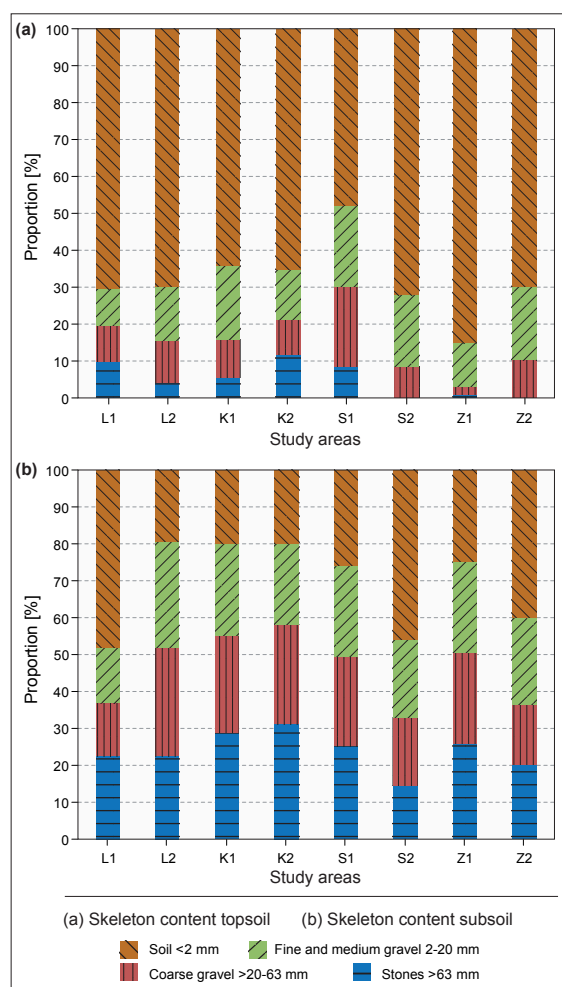 (a)
100
90
80
70
60
50
40
30
20
10
0
Proportion [%]
L1 L2 K1 K2 S1 S2 Z1 Z2
Study areas
(b)
100
90
80
70
60
50
40
30
20
10
0
Proportion [%]
L1 L2 K1 K2 S1 S2 Z1 Z2
Study areas
(a) Skeleton content topsoil (b) Skeleton content subsoil
Soil <2 mm Fine and medium gravel 2-20 mm
Coarse gravel >20-63 mm Stones >63 mm